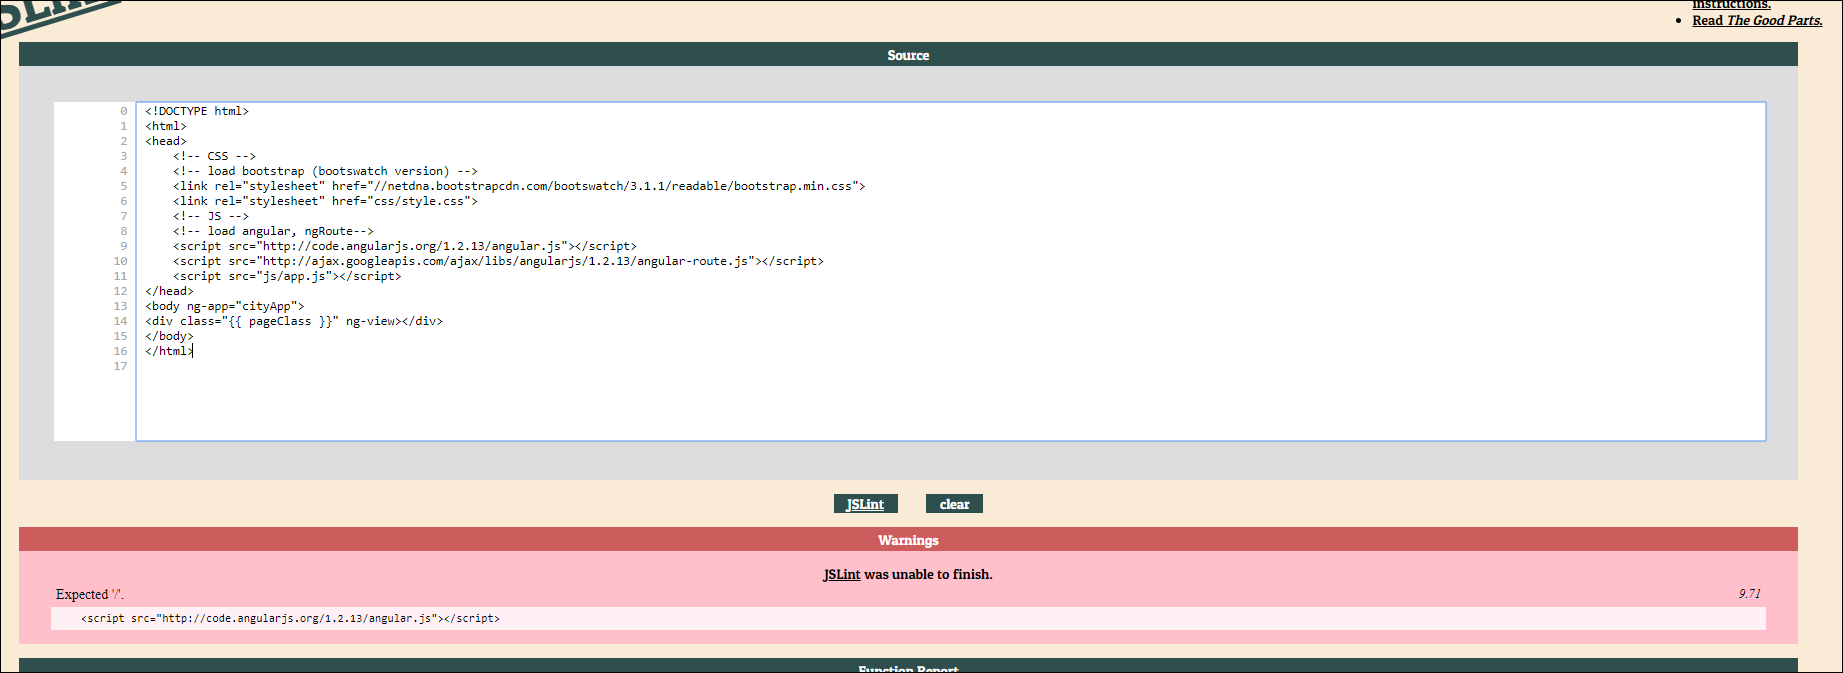 instructions.
• Read The Good Parts.
Source
0 <!DOCTYPE html>
1 <html>
2 <head>
3     <!-- CSS -->
4     <!-- load bootstrap (bootswatch version) -->
5     <link rel="stylesheet" href="//netdna.bootstrapcdn.com/bootswatch/3.1.1/readable/bootstrap.min.css">
6     <link rel="stylesheet" href="css/style.css">
7     <!-- JS -->
8     <!-- load angular, ngRoute-->
9     <script src="http://code.angularjs.org/1.2.13/angular.js"></script>
10     <script src="http://ajax.googleapis.com/ajax/libs/angularjs/1.2.13/angular-route.js"></script>
11     <script src="js/app.js"></script>
12 </head>
13 <body ng-app="cityApp">
14 <div class="{{ pageClass }}" ng-view></div>
15 </body>
16 </html>
17
JSLint clear
Warnings
JSLint was unable to finish.
Expected '/'. 9.71
<script src="http://code.angularjs.org/1.2.13/angular.js"></script>
Function Report